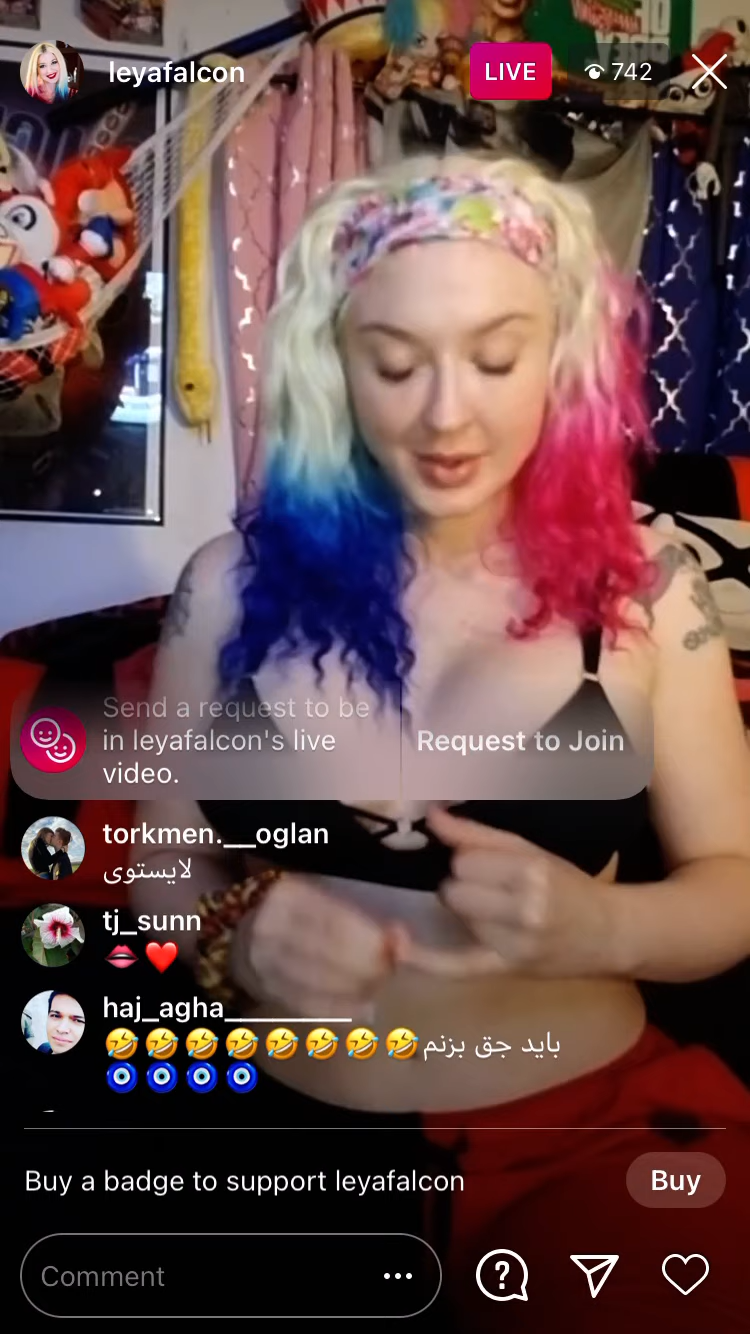 leyafalcon
LIVE
742
Send a request to be
in leyafalcon's live
video.
Request to Join
torkmen.__oglan
لایستوی
tj_sunn
👄❤️
haj_agha__________
🤣🤣🤣🤣🤣🤣🤣🤣باید جق بزنم
🧿🧿🧿🧿
Buy a badge to support leyafalcon
Buy
Comment